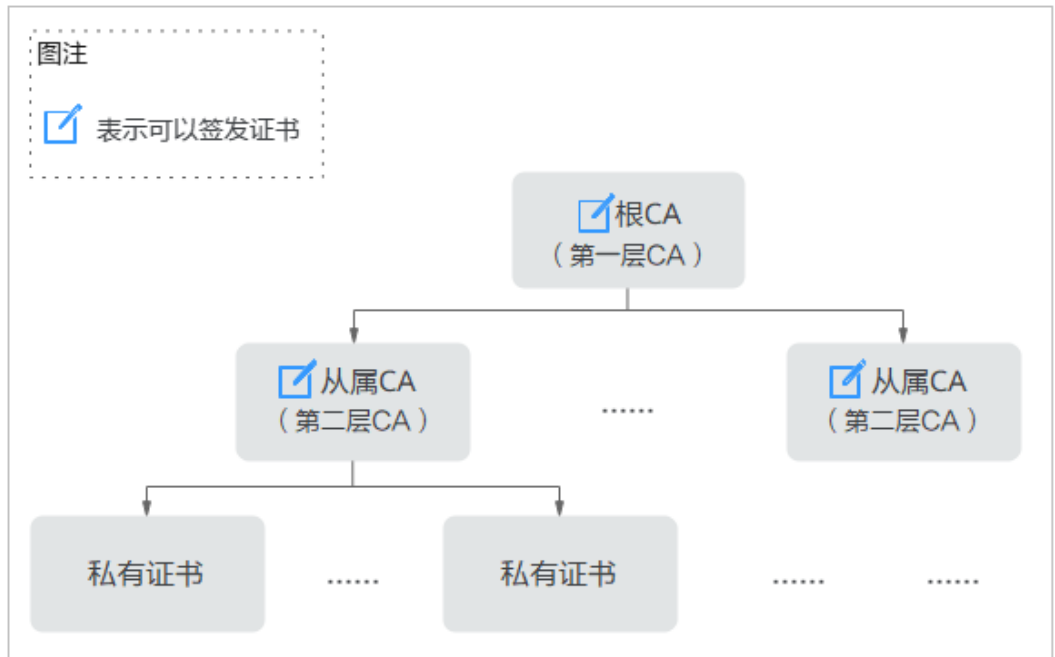 图注
表示可以签发证书
根CA
（第一层CA）
从属CA
（第二层CA）
......
从属CA
（第二层CA）
私有证书
......
私有证书
......
......